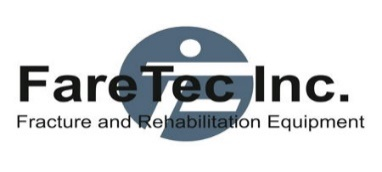 FareTec Inc.
Fracture and Rehabilitation Equipment